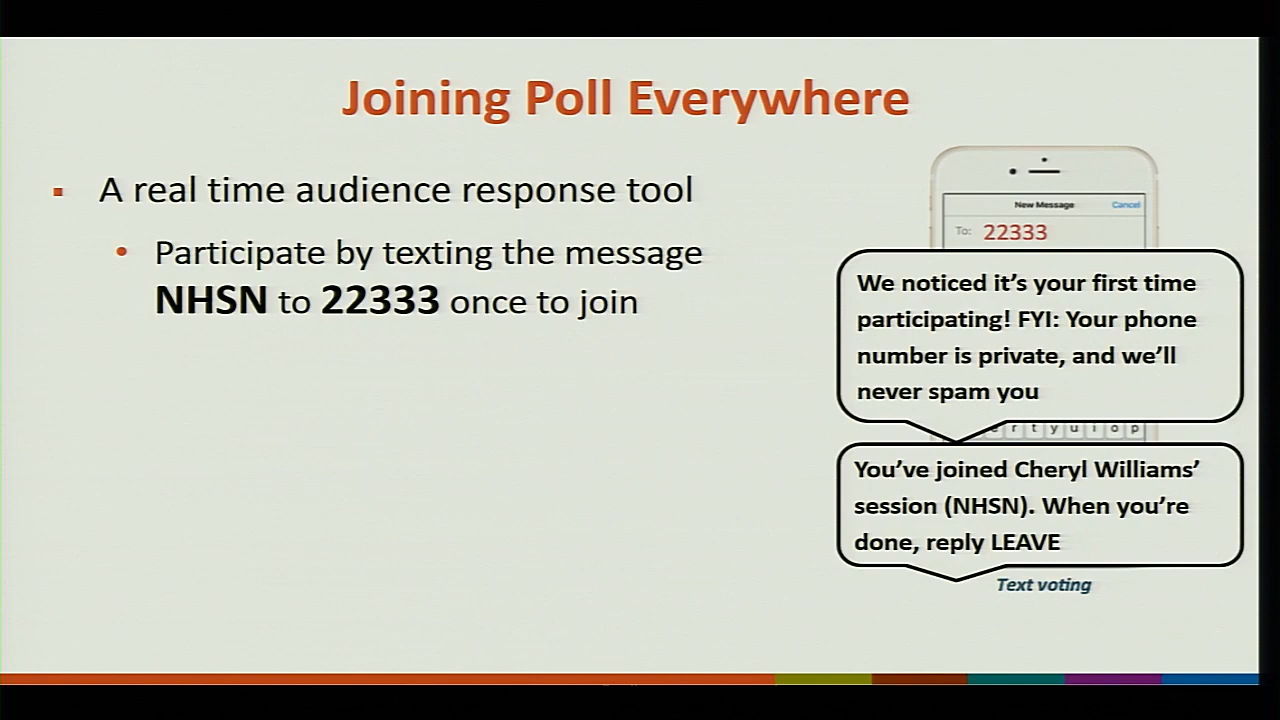 Joining Poll Everywhere
▪ A real time audience response tool
• Participate by texting the message
NHSN to 22333 once to join
New Message Cancel
To: 22333
We noticed it's your first time
participating! FYI: Your phone
number is private, and we'll
never spam you
e r t y u i o p
You've joined Cheryl Williams'
session (NHSN). When you're
done, reply LEAVE
Text voting